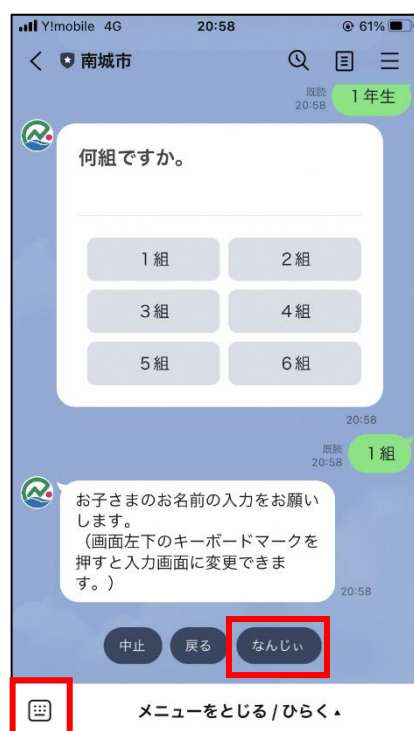 Y!mobile 4G 20:58 61%
南城市
既読
20:58
1年生
何組ですか。
1組 2組
3組 4組
5組 6組
20:58
既読
20:58
1組
お子さまのお名前の入力をお願い
します。
（画面左下のキーボードマークを
押すと入力画面に変更できま
す。）
20:58
中止 戻る なんじぃ
メニューをとじる / ひらく ▴